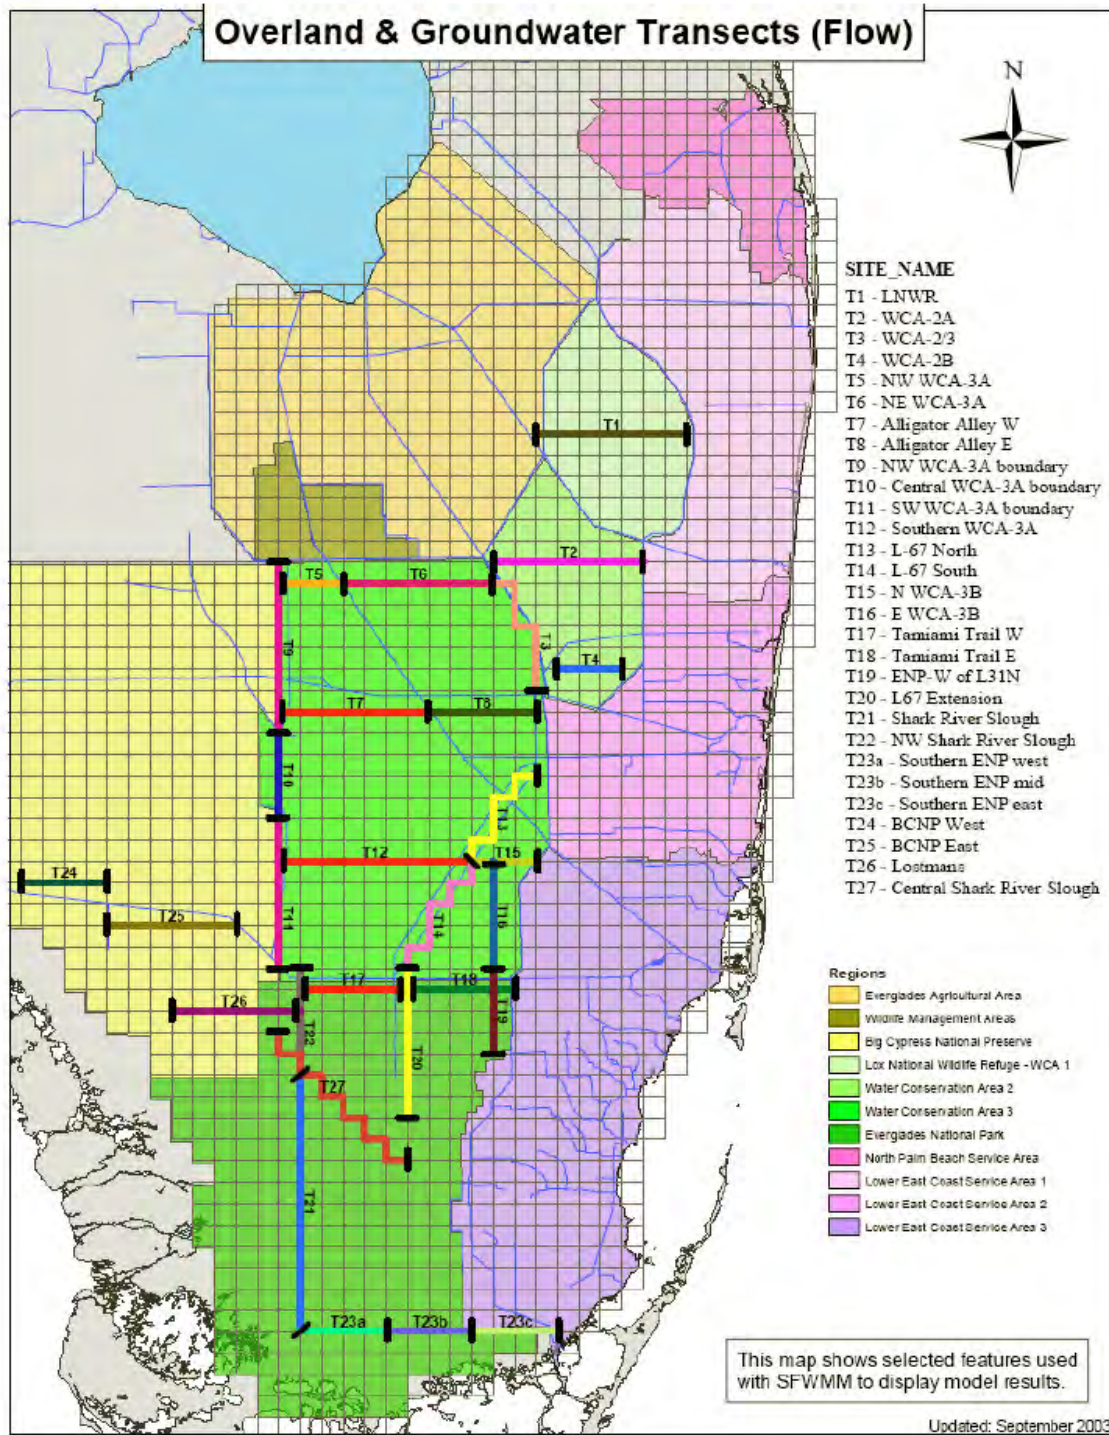 Overland & Groundwater Transects (Flow)
N
SITE_NAME
T1 - LNWR
T2 - WCA-2A
T3 - WCA-2/3
T4 - WCA-2B
T5 - NW WCA-3A
T6 - NE WCA-3A
T7 - Alligator Alley W
T8 - Alligator Alley E
T9 - NW WCA-3A boundary
T10 - Central WCA-3A boundary
T11 - SW WCA-3A boundary
T12 - Southern WCA-3A
T13 - L-67 North
T14 - L-67 South
T15 - N WCA-3B
T16 - E WCA-3B
T17 - Tamiami Trail W
T18 - Tamiami Trail E
T19 - ENP-W of L31N
T20 - L67 Extension
T21 - Shark River Slough
T22 - NW Shark River Slough
T23a - Southern ENP west
T23b - Southern ENP mid
T23c - Southern ENP east
T24 - BCNP West
T25 - BCNP East
T26 - Lostmans
T27 - Central Shark River Slough
T1
T2
T5
T6
T3
T9
T4
T7
T8
T10
T13
T12
T15
T24
T25
T11
T14
T16
T17
T18
T26
T22
T19
T20
T27
T21
T23a
T23b
T23c
Regions
Everglades Agricultural Area
Wildlife Management Areas
Big Cypress National Preserve
Lox National Wildlife Refuge - WCA 1
Water Conservation Area 2
Water Conservation Area 3
Everglades National Park
North Palm Beach Service Area
Lower East Coast Service Area 1
Lower East Coast Service Area 2
Lower East Coast Service Area 3
This map shows selected features used
with SFWMM to display model results.
Updated: September 2003